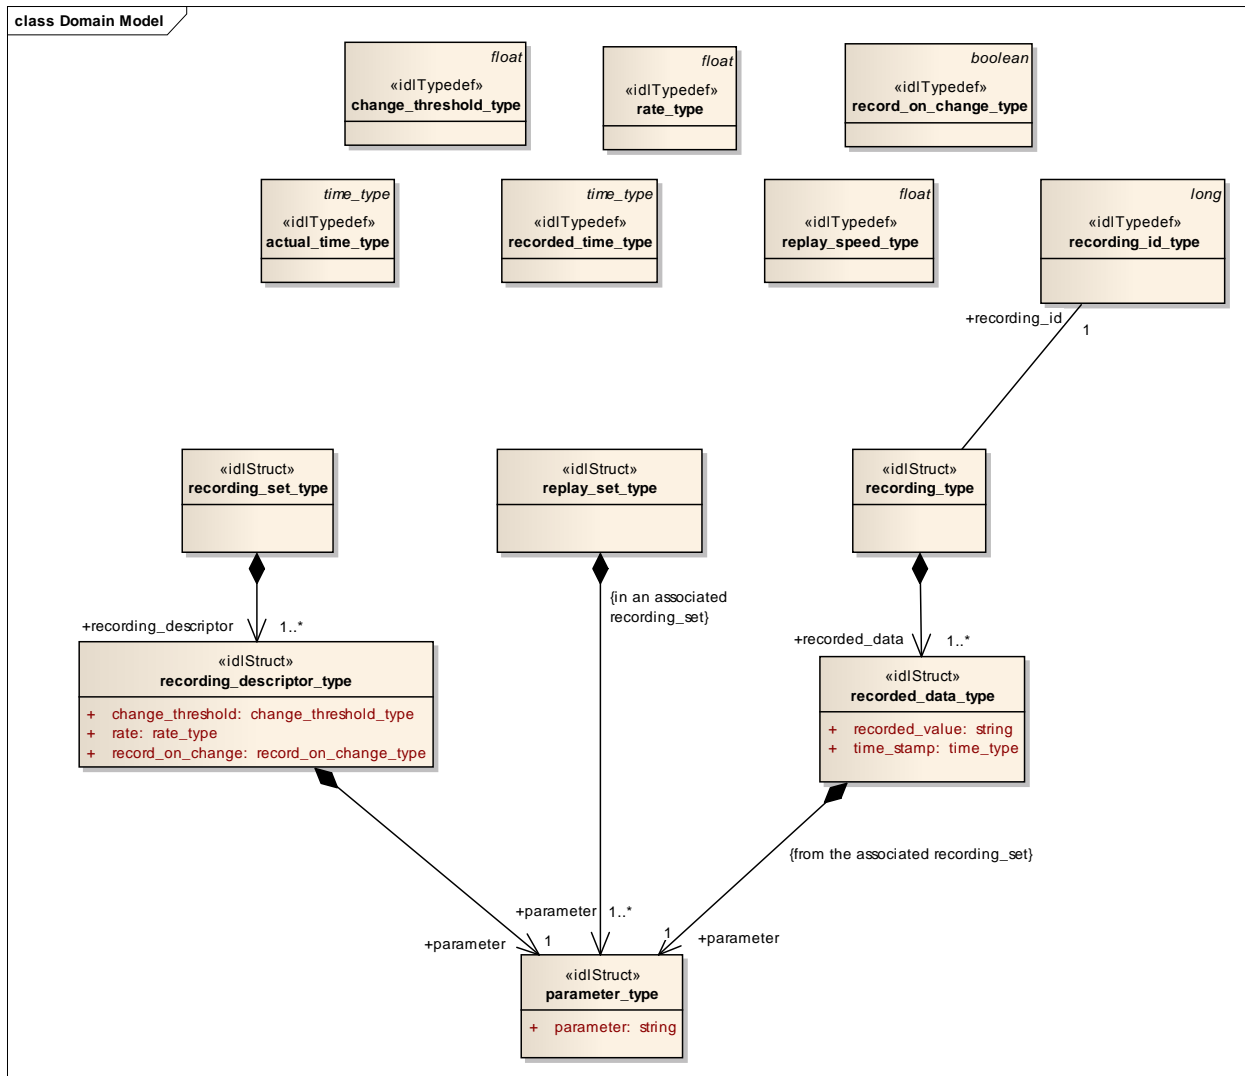 class Domain Model
float
«idlTypedef»
change_threshold_type
float
«idlTypedef»
rate_type
boolean
«idlTypedef»
record_on_change_type
time_type
«idlTypedef»
actual_time_type
time_type
«idlTypedef»
recorded_time_type
float
«idlTypedef»
replay_speed_type
long
«idlTypedef»
recording_id_type
+recording_id
1
«idlStruct»
recording_set_type
«idlStruct»
replay_set_type
«idlStruct»
recording_type
{in an associated
recording_set}
+recording_descriptor
1..*
+recorded_data
1..*
«idlStruct»
recording_descriptor_type
+ change_threshold: change_threshold_type
+ rate: rate_type
+ record_on_change: record_on_change_type
«idlStruct»
recorded_data_type
+ recorded_value: string
+ time_stamp: time_type
{from the associated recording_set}
+parameter
1..*
+parameter
1
1
+parameter
«idlStruct»
parameter_type
+ parameter: string